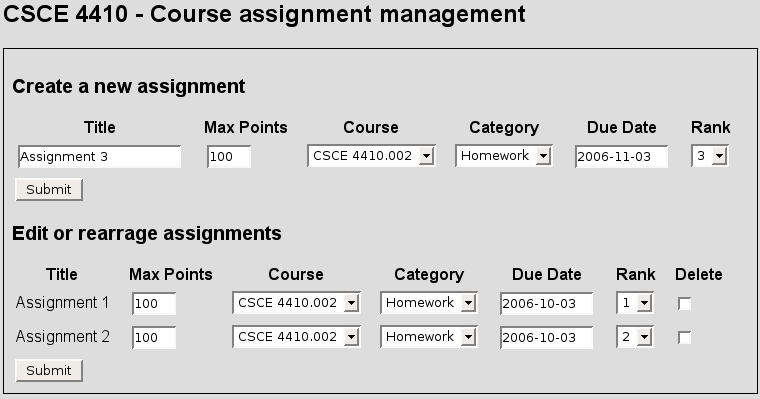 CSCE 4410 - Course assignment management
Create a new assignment
Title Max Points Course Category Due Date Rank
Assignment 3 100 CSCE 4410.002 Homework 2006-11-03 3
Submit
Edit or rearrage assignments
Title Max Points Course Category Due Date Rank Delete
Assignment 1 100 CSCE 4410.002 Homework 2006-10-03 1
Assignment 2 100 CSCE 4410.002 Homework 2006-10-03 2
Submit